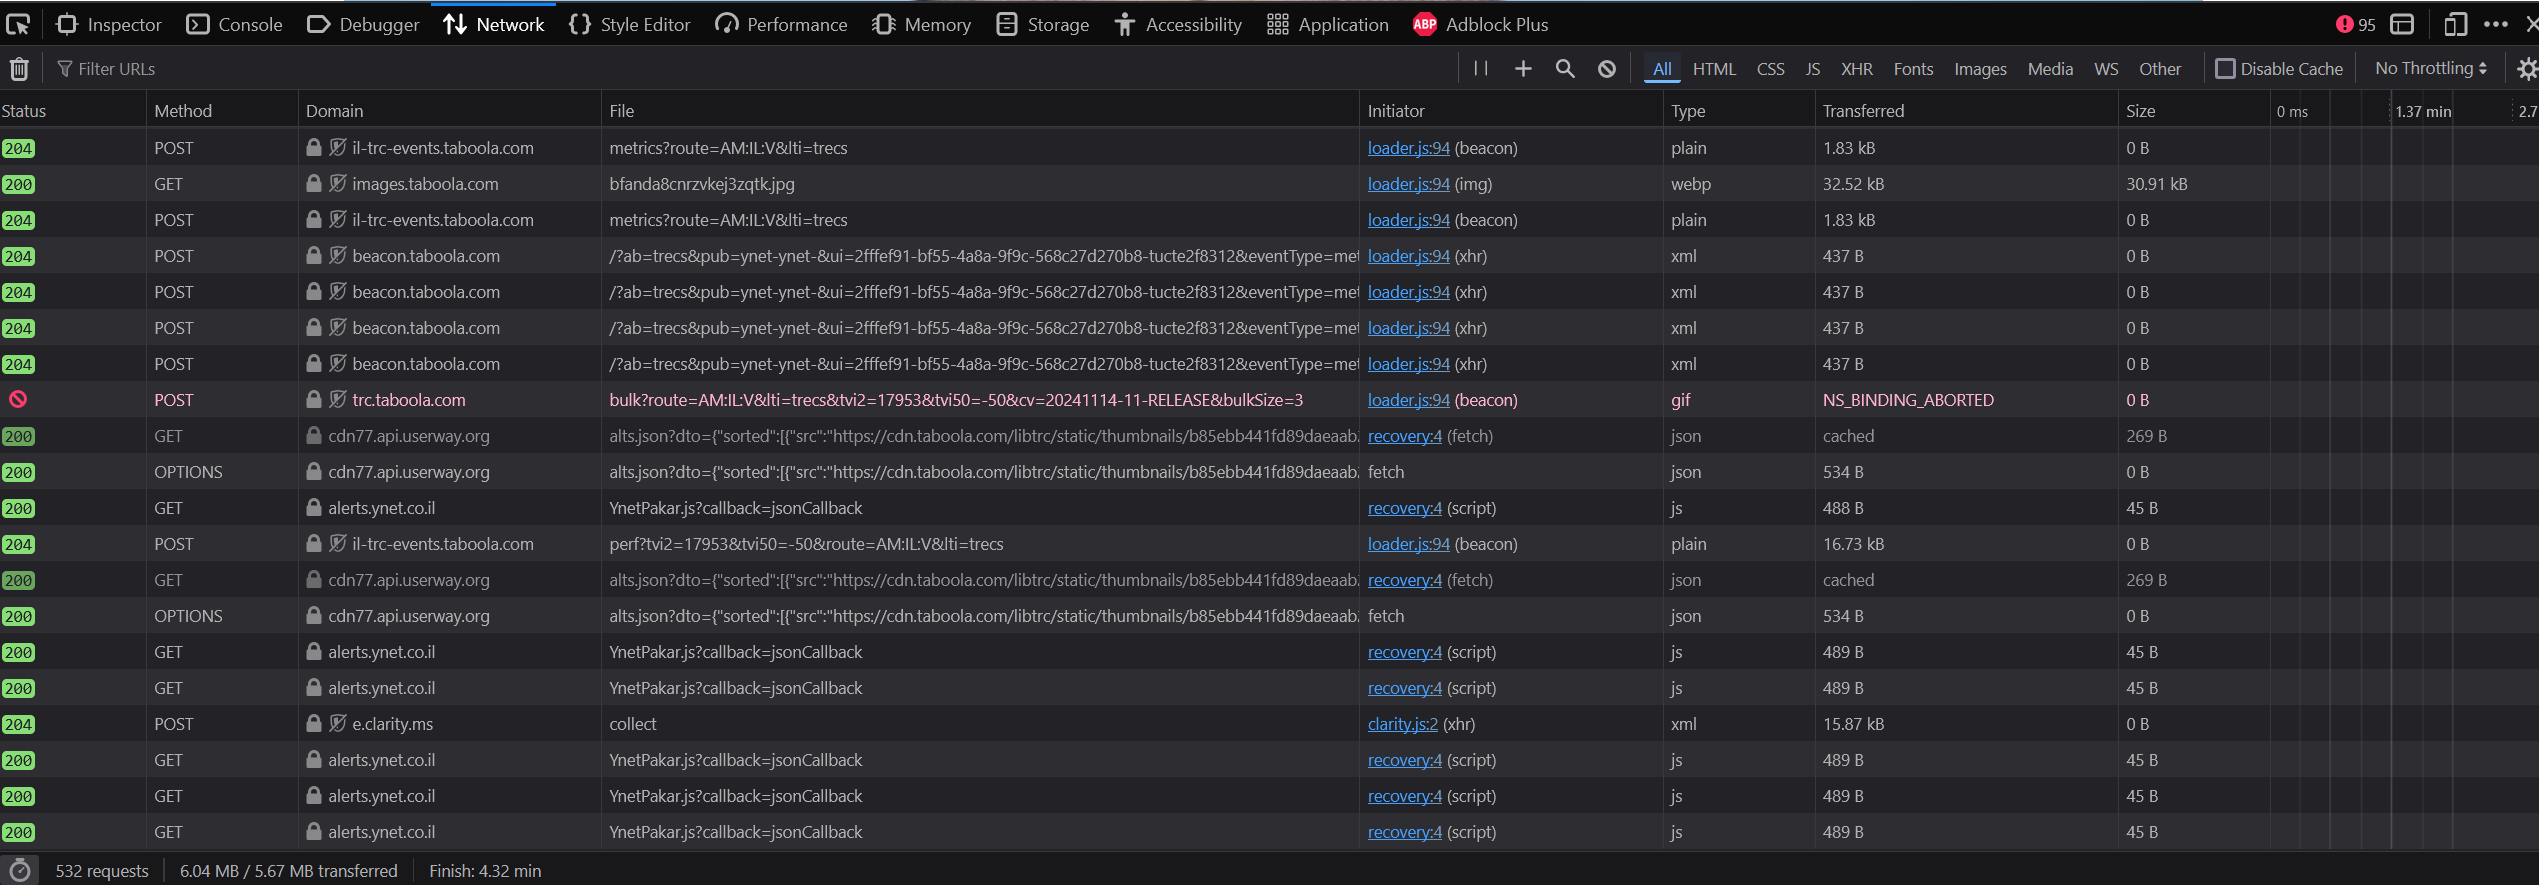 Inspector Console Debugger Network Style Editor Performance Memory Storage Accessibility Application ABP Adblock Plus 95
Filter URLs All HTML CSS JS XHR Fonts Images Media WS Other Disable Cache No Throttling
Status Method Domain File Initiator Type Transferred Size 0 ms 1.37 min 2.7
204 POST il-trc-events.taboola.com metrics?route=AM:IL:V&lti=trecs loader.js:94 (beacon) plain 1.83 kB 0 B
200 GET images.taboola.com bfanda8cnrzvkej3zqtk.jpg loader.js:94 (img) webp 32.52 kB 30.91 kB
204 POST il-trc-events.taboola.com metrics?route=AM:IL:V&lti=trecs loader.js:94 (beacon) plain 1.83 kB 0 B
204 POST beacon.taboola.com /?ab=trecs&pub=ynet-ynet-&ui=2fffef91-bf55-4a8a-9f9c-568c27d270b8-tucte2f8312&eventType=met loader.js:94 (xhr) xml 437 B 0 B
204 POST beacon.taboola.com /?ab=trecs&pub=ynet-ynet-&ui=2fffef91-bf55-4a8a-9f9c-568c27d270b8-tucte2f8312&eventType=met loader.js:94 (xhr) xml 437 B 0 B
204 POST beacon.taboola.com /?ab=trecs&pub=ynet-ynet-&ui=2fffef91-bf55-4a8a-9f9c-568c27d270b8-tucte2f8312&eventType=met loader.js:94 (xhr) xml 437 B 0 B
204 POST beacon.taboola.com /?ab=trecs&pub=ynet-ynet-&ui=2fffef91-bf55-4a8a-9f9c-568c27d270b8-tucte2f8312&eventType=met loader.js:94 (xhr) xml 437 B 0 B
POST trc.taboola.com bulk?route=AM:IL:V&lti=trecs&tvi2=17953&tvi50=-50&cv=20241114-11-RELEASE&bulkSize=3 loader.js:94 (beacon) gif NS_BINDING_ABORTED 0 B
200 GET cdn77.api.userway.org alts.json?dto={"sorted":[{"src":"https://cdn.taboola.com/libtrc/static/thumbnails/b85ebb441fd89daeaab recovery:4 (fetch) json cached 269 B
200 OPTIONS cdn77.api.userway.org alts.json?dto={"sorted":[{"src":"https://cdn.taboola.com/libtrc/static/thumbnails/b85ebb441fd89daeaab fetch json 534 B 0 B
200 GET alerts.ynet.co.il YnetPakar.js?callback=jsonCallback recovery:4 (script) js 488 B 45 B
204 POST il-trc-events.taboola.com perf?tvi2=17953&tvi50=-50&route=AM:IL:V&lti=trecs loader.js:94 (beacon) plain 16.73 kB 0 B
200 GET cdn77.api.userway.org alts.json?dto={"sorted":[{"src":"https://cdn.taboola.com/libtrc/static/thumbnails/b85ebb441fd89daeaab recovery:4 (fetch) json cached 269 B
200 OPTIONS cdn77.api.userway.org alts.json?dto={"sorted":[{"src":"https://cdn.taboola.com/libtrc/static/thumbnails/b85ebb441fd89daeaab fetch json 534 B 0 B
200 GET alerts.ynet.co.il YnetPakar.js?callback=jsonCallback recovery:4 (script) js 489 B 45 B
200 GET alerts.ynet.co.il YnetPakar.js?callback=jsonCallback recovery:4 (script) js 489 B 45 B
204 POST e.clarity.ms collect clarity.js:2 (xhr) xml 15.87 kB 0 B
200 GET alerts.ynet.co.il YnetPakar.js?callback=jsonCallback recovery:4 (script) js 489 B 45 B
200 GET alerts.ynet.co.il YnetPakar.js?callback=jsonCallback recovery:4 (script) js 489 B 45 B
200 GET alerts.ynet.co.il YnetPakar.js?callback=jsonCallback recovery:4 (script) js 489 B 45 B
532 requests 6.04 MB / 5.67 MB transferred Finish: 4.32 min